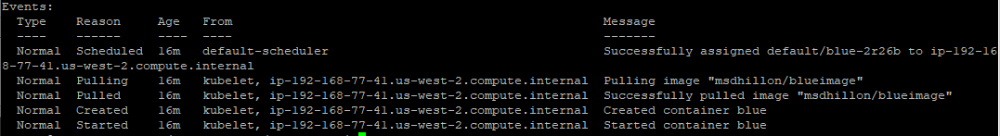 Events:
Type Reason Age From Message
---- ------ ---- ---- -------
Normal Scheduled 16m default-scheduler Successfully assigned default/blue-2r26b to ip-192-16
8-77-41.us-west-2.compute.internal
Normal Pulling 16m kubelet, ip-192-168-77-41.us-west-2.compute.internal Pulling image "msdhillon/blueimage"
Normal Pulled 16m kubelet, ip-192-168-77-41.us-west-2.compute.internal Successfully pulled image "msdhillon/blueimage"
Normal Created 16m kubelet, ip-192-168-77-41.us-west-2.compute.internal Created container blue
Normal Started 16m kubelet, ip-192-168-77-41.us-west-2.compute.internal Started container blue